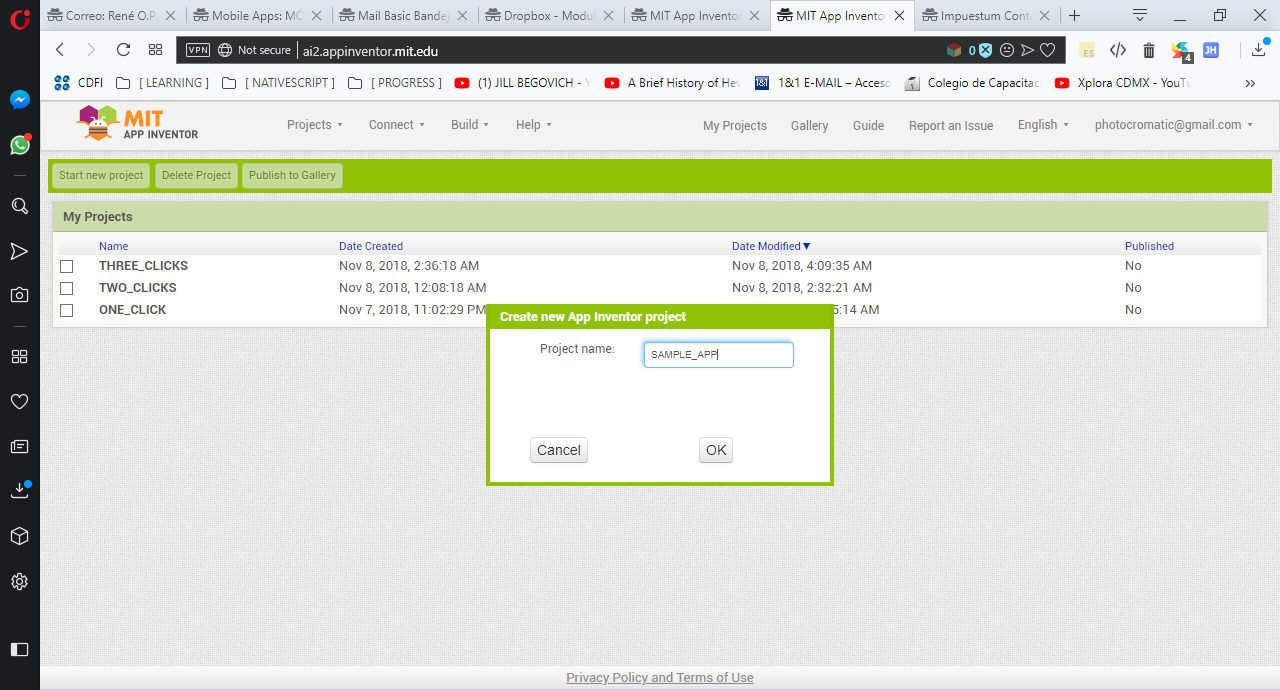 Correo: René O.P
Mobile Apps: MÓ
Mail Basic Bandej
Dropbox - Modul
MIT App Inventor
MIT App Inventor
Impuestum Cont
VPN Not secure ai2.appinventor.mit.edu 0 ES 4 JH
CDFI [ LEARNING ] [ NATIVESCRIPT ] [ PROGRESS ] (1) JILL BEGOVICH - Y A Brief History of Hev 1&1 1&1 E-MAIL – Acceso Colegio de Capacitac Xplora CDMX - YouTu »
MIT
APP INVENTOR
Projects Connect Build Help My Projects Gallery Guide Report an Issue English photocromatic@gmail.com
Start new project Delete Project Publish to Gallery
My Projects
Name Date Created Date Modified▼ Published
THREE_CLICKS Nov 8, 2018, 2:36:18 AM Nov 8, 2018, 4:09:35 AM No
TWO_CLICKS Nov 8, 2018, 12:08:18 AM Nov 8, 2018, 2:32:21 AM No
ONE_CLICK Nov 7, 2018, 11:02:29 PM 5:14 AM No
Create new App Inventor project
Project name: SAMPLE_APP
Cancel OK
Privacy Policy and Terms of Use